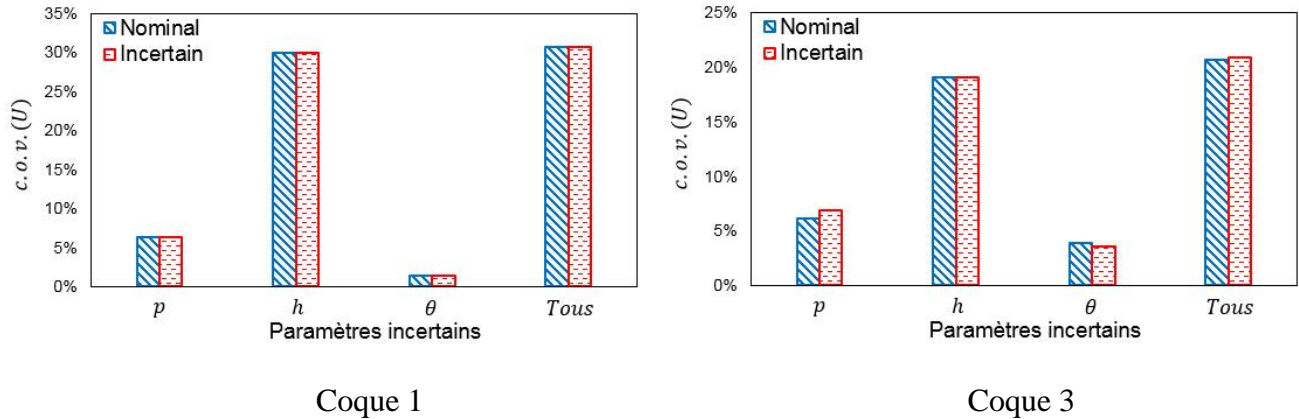 35%
30%
25%
20%
15%
10%
5%
0%
c.o.v.(U)
Nominal
Incertain
p h θ Tous
Paramètres incertains
Coque 1
25%
20%
15%
10%
5%
0%
c.o.v.(U)
Nominal
Incertain
p h θ Tous
Paramètres incertains
Coque 3